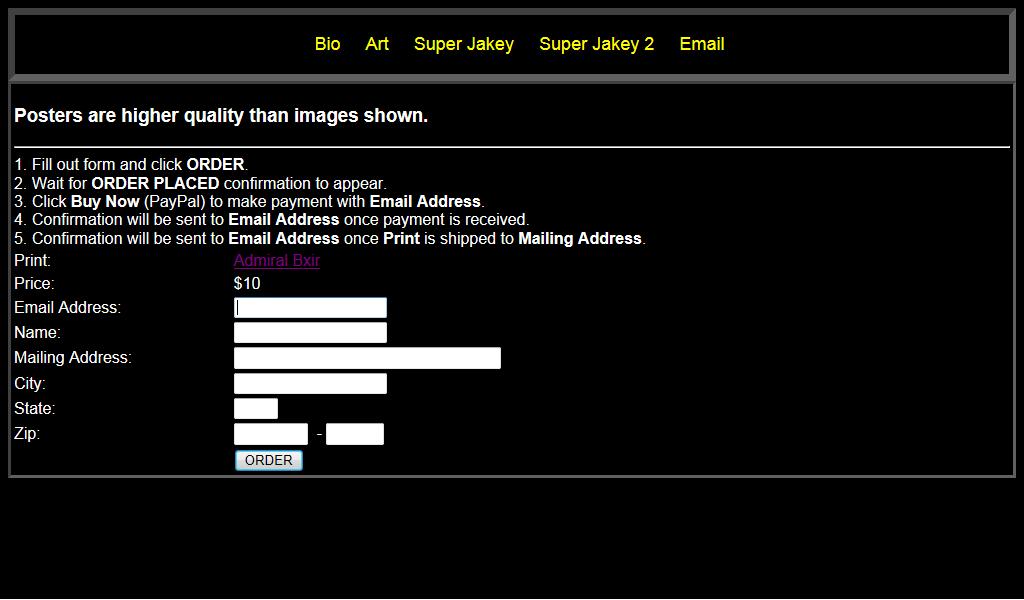 Bio Art Super Jakey Super Jakey 2 Email
Posters are higher quality than images shown.
1. Fill out form and click ORDER.
2. Wait for ORDER PLACED confirmation to appear.
3. Click Buy Now (PayPal) to make payment with Email Address.
4. Confirmation will be sent to Email Address once payment is received.
5. Confirmation will be sent to Email Address once Print is shipped to Mailing Address.
Print: Admiral Bxir
Price: $10
Email Address:
Name:
Mailing Address:
City:
State:
Zip: -
ORDER